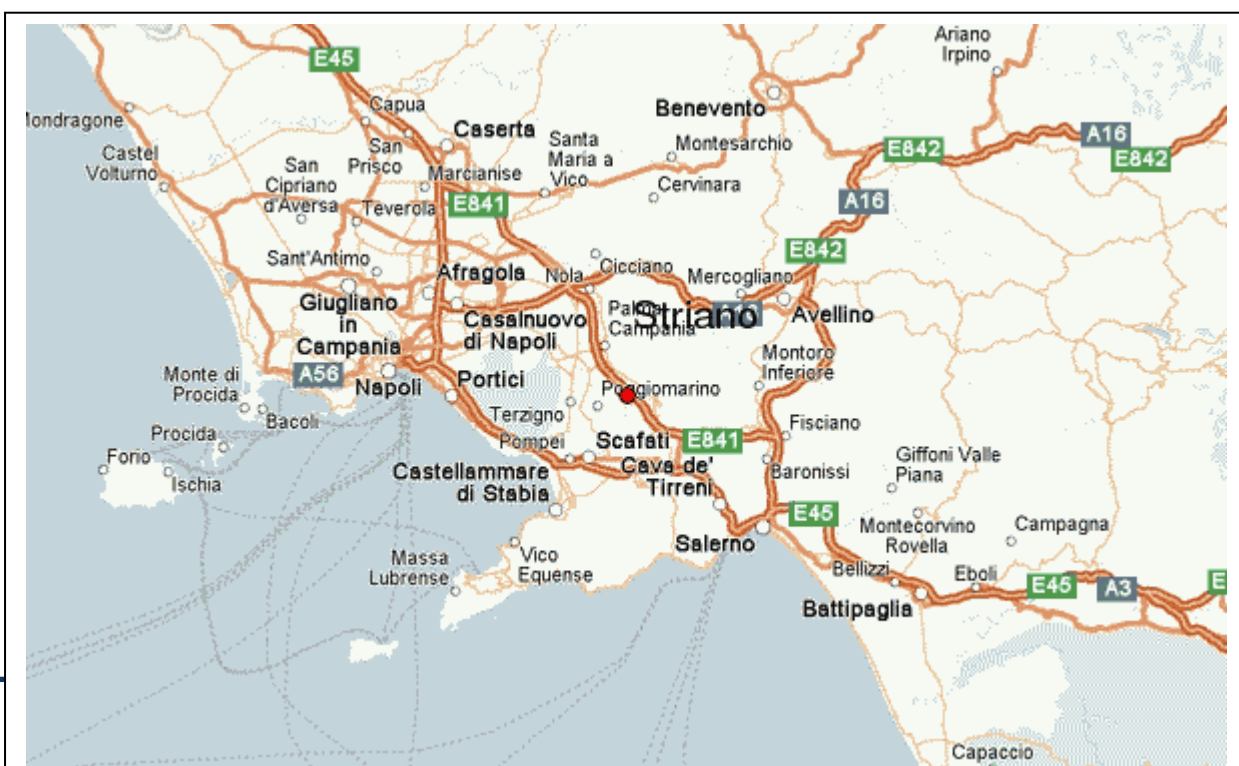 Ariano
Irpino
E45
Capua
Benevento
Mondragone
Caserta
Santa
Maria a
Vico
Montesarchio
E842
A16
E842
Castel
Volturno
San
Prisco
San
Cipriano
d'Aversa
Marcianise
Cervinara
E841
A16
Teverola
E842
Sant'Antimo
Afragola
Nola
Cicciano
Mercogliano
Giugliano
in
Campania
Casalnuovo
di Napoli
Palma
Campania
Striano
Avellino
Montoro
Inferiore
Monte di
Procida
A56
Napoli
Portici
Poggiomarino
Terzigno
Bacoli
Procida
Pompei
Scafati
E841
Fisciano
Forio
Ischia
Castellammare
di Stabia
Cava de'
Tirreni
Baronissi
Giffoni Valle
Piana
E45
Salerno
Montecorvino
Rovella
Campagna
Massa
Lubrense
Vico
Equense
Bellizzi
Eboli
Battipaglia
E45
A3
E
Capaccio